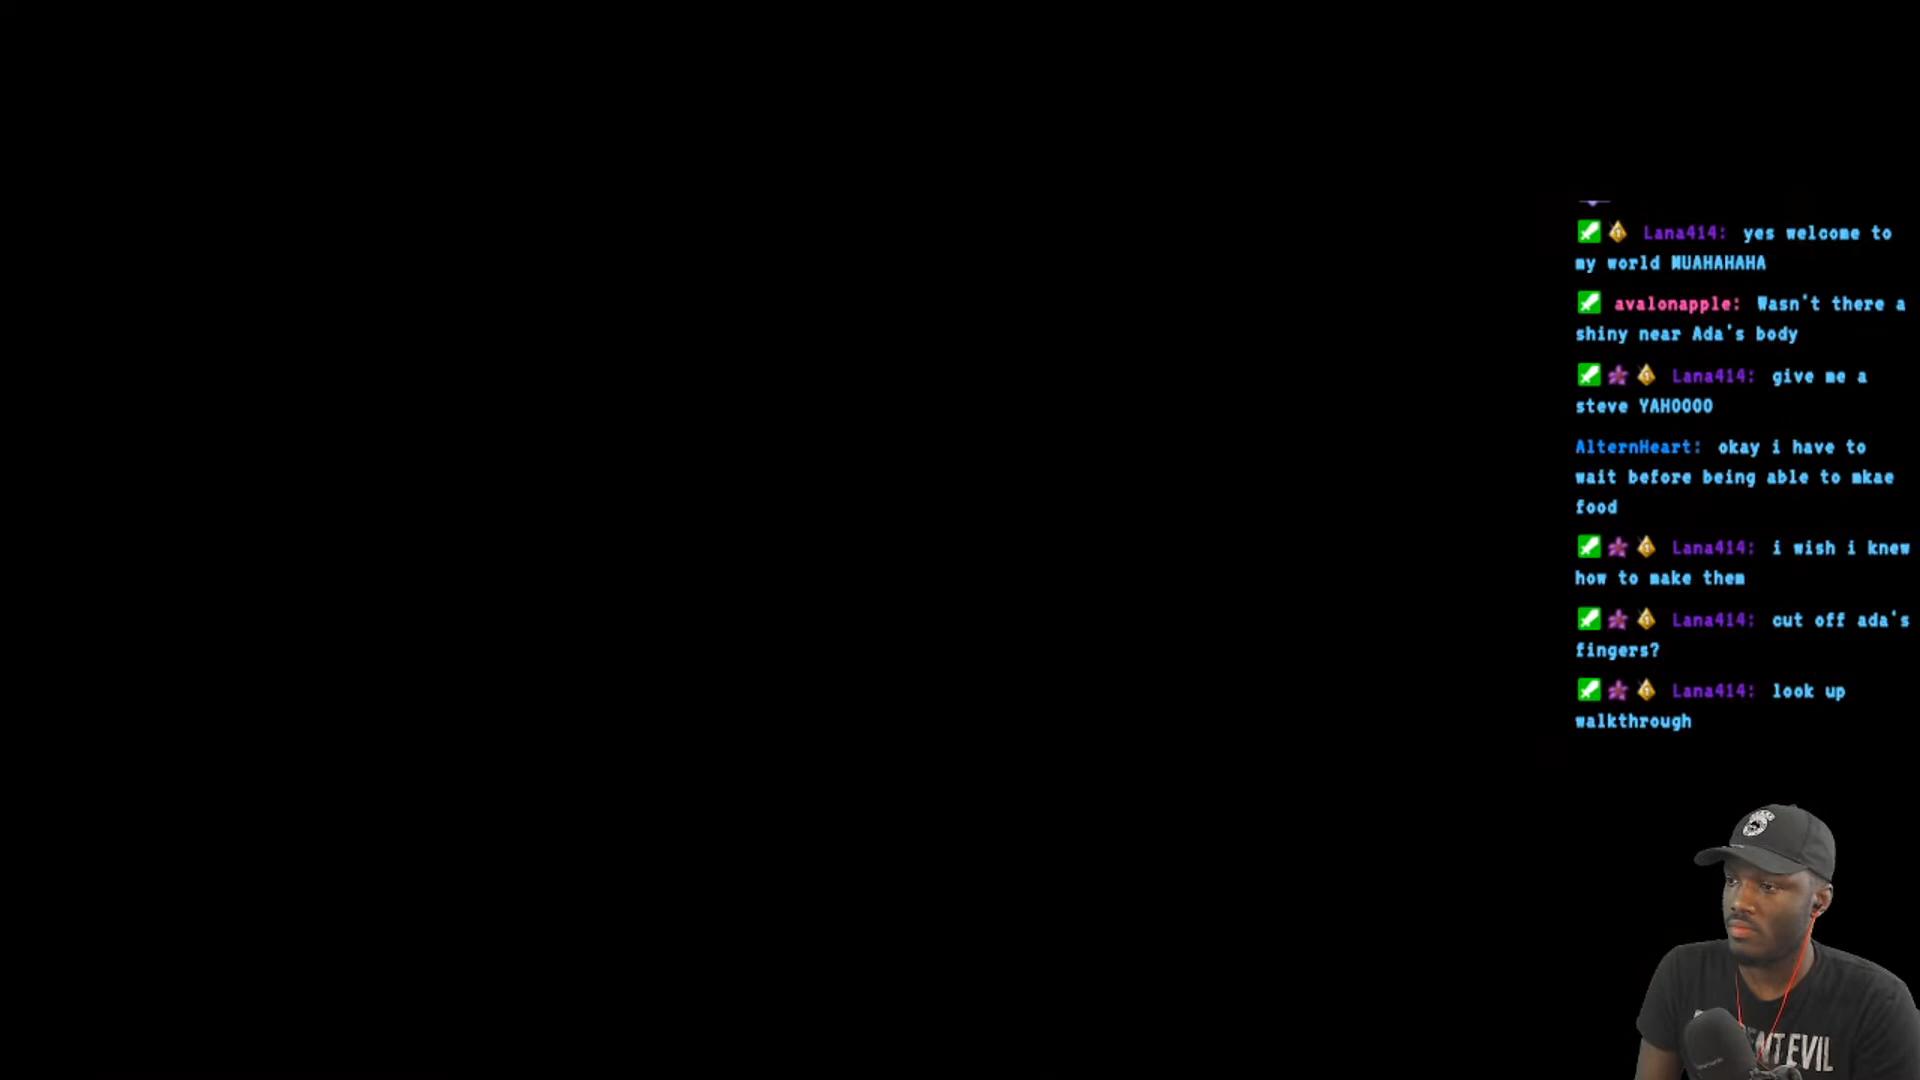 Lana414: yes welcome to
my world MUAHAHAHA
avalonapple: Wasn't there a
shiny near Ada's body
Lana414: give me a
steve YAHOOOO
AlternHeart: okay i have to
wait before being able to mkae
food
Lana414: i wish i knew
how to make them
Lana414: cut off ada's
fingers?
Lana414: look up
walkthrough
NT EVIL